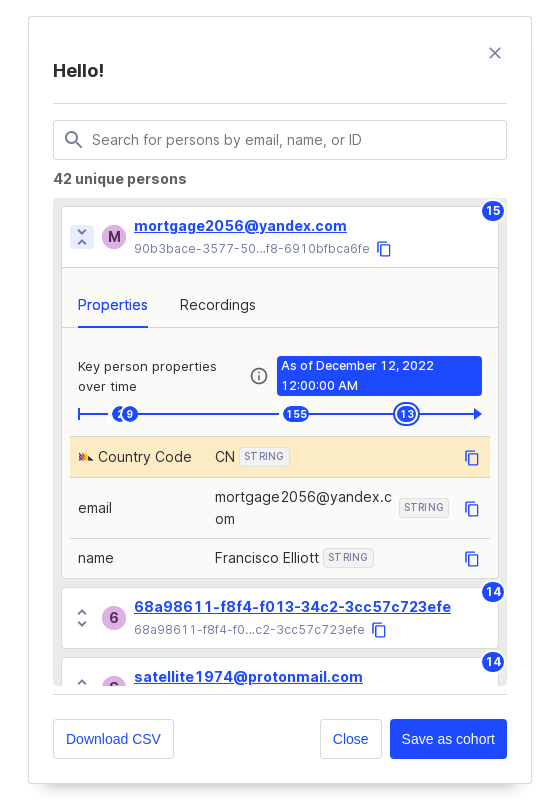 Hello!
Search for persons by email, name, or ID
42 unique persons
15
M
mortgage2056@yandex.com
90b3bace-3577-50...f8-6910bfbca6fe
Properties
Recordings
Key person properties
over time
As of December 12, 2022
12:00:00 AM
9
155
13
Country Code
CN
STRING
email
mortgage2056@yandex.c
om
STRING
name
Francisco Elliott
STRING
14
6
68a98611-f8f4-f013-34c2-3cc57c723efe
68a98611-f8f4-f0...c2-3cc57c723efe
14
satellite1974@protonmail.com
Download CSV
Close
Save as cohort